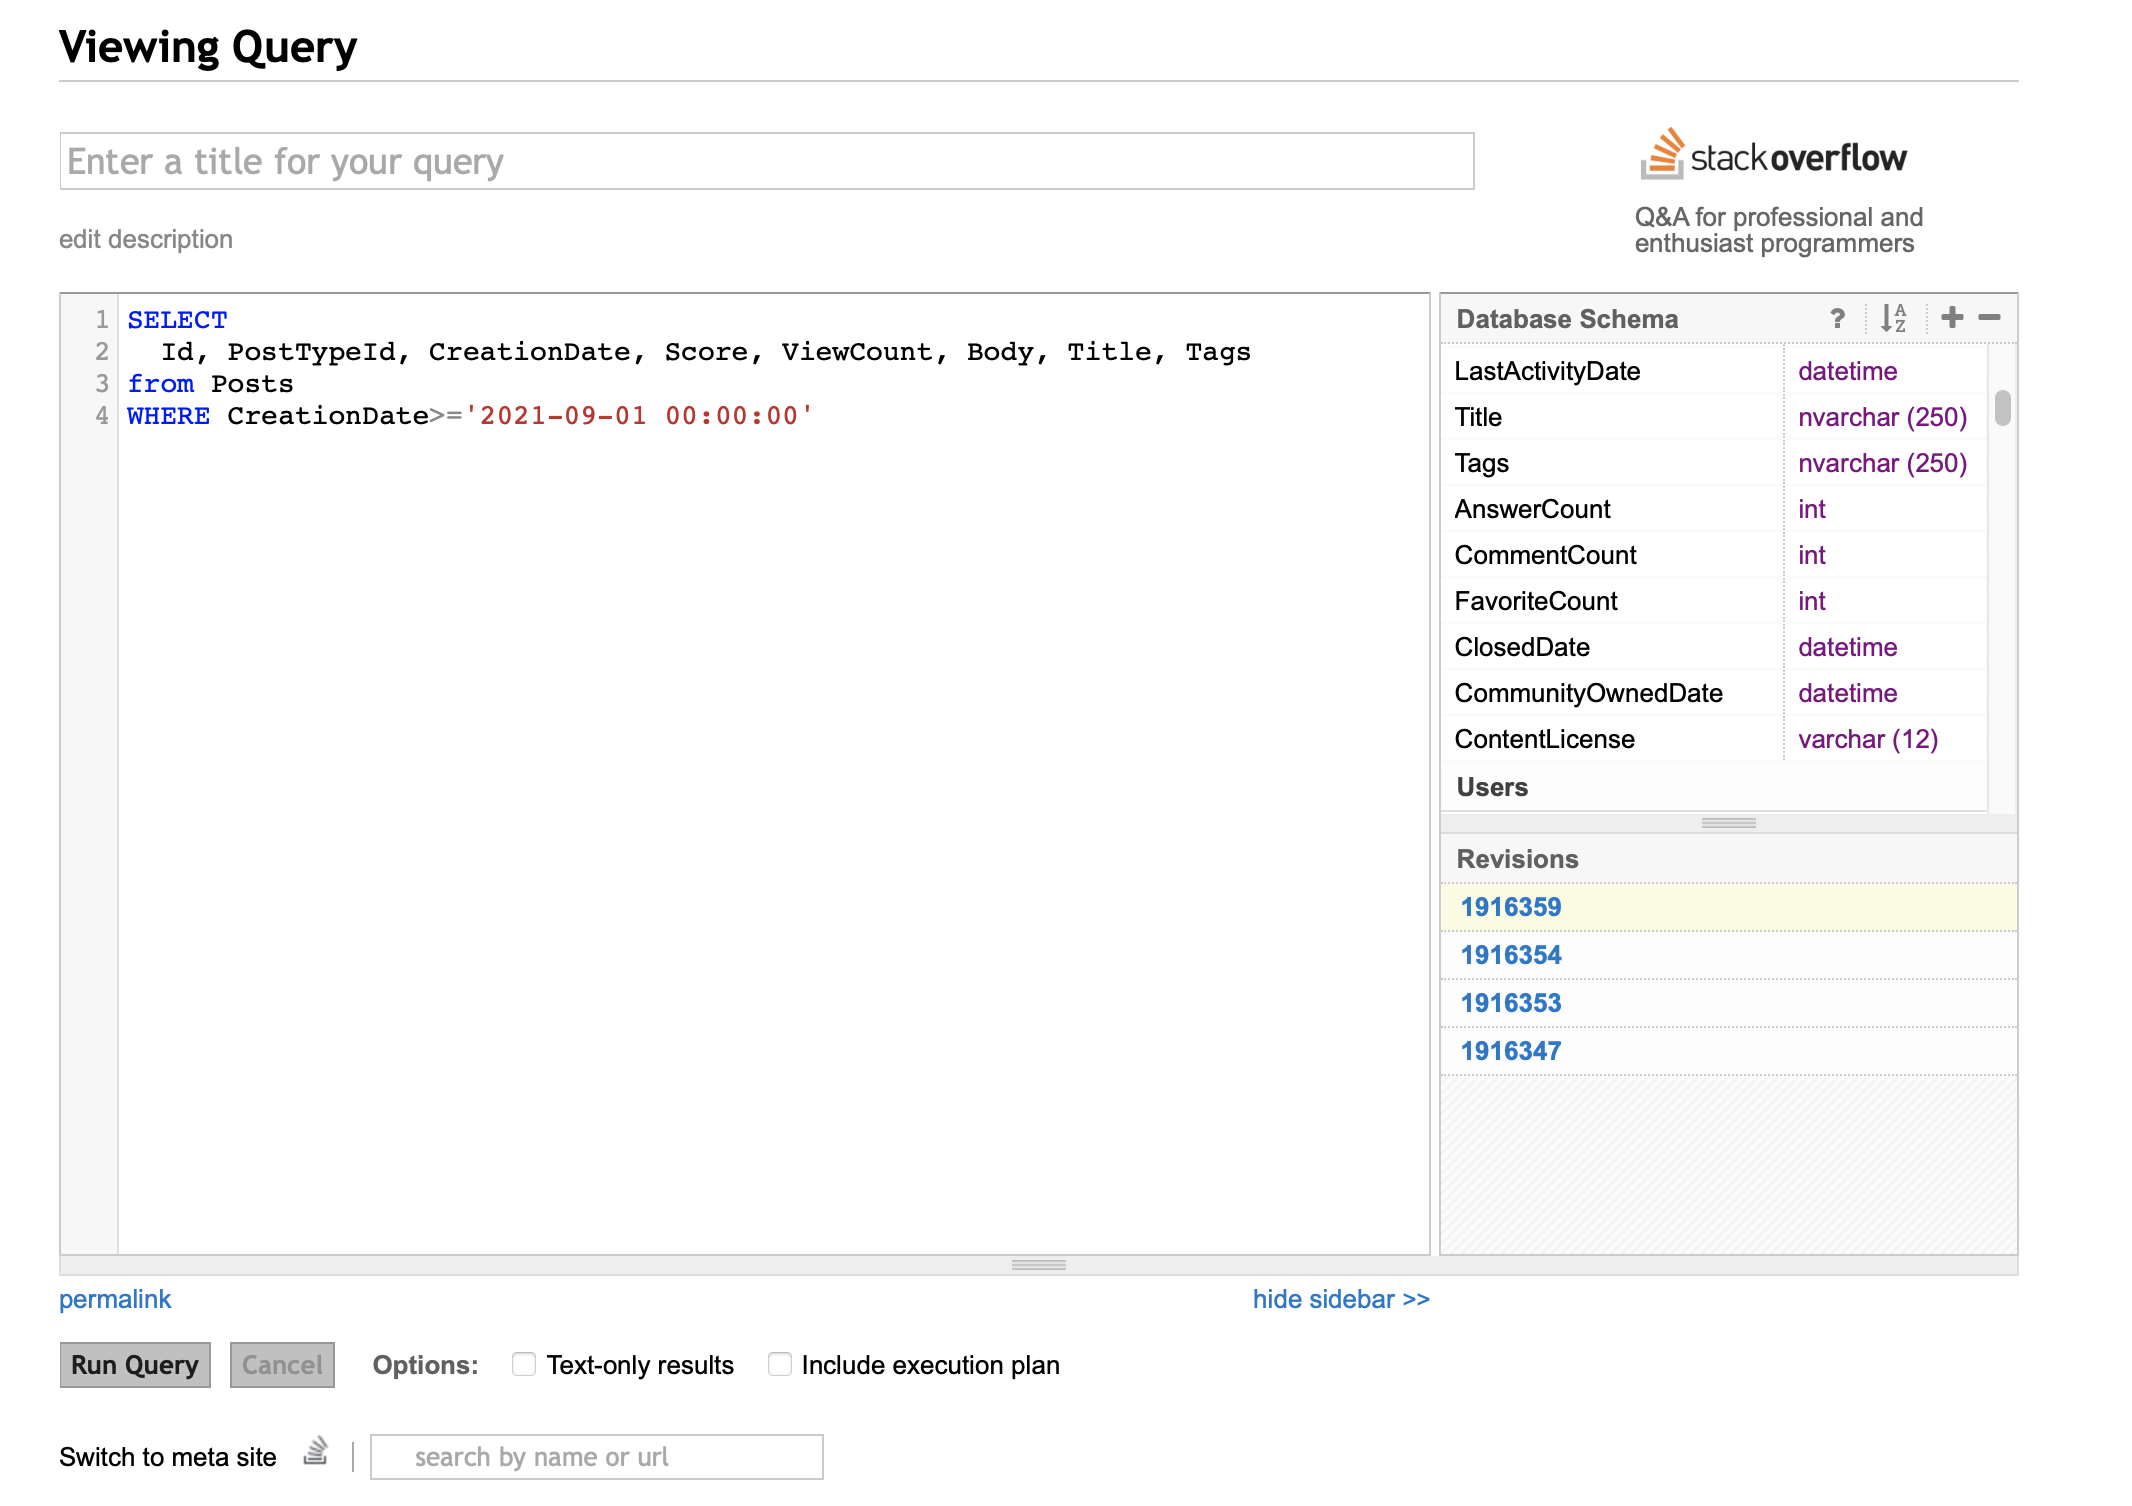 Viewing Query
Enter a title for your query
stackoverflow
Q&A for professional and
enthusiast programmers
edit description
1 SELECT
2 Id, PostTypeId, CreationDate, Score, ViewCount, Body, Title, Tags
3 from Posts
4 WHERE CreationDate>='2021-09-01 00:00:00'
Database Schema ? A Z + −
LastActivityDate datetime
Title nvarchar (250)
Tags nvarchar (250)
AnswerCount int
CommentCount int
FavoriteCount int
ClosedDate datetime
CommunityOwnedDate datetime
ContentLicense varchar (12)
Users
Revisions
1916359
1916354
1916353
1916347
permalink hide sidebar >>
Run Query Cancel Options: Text-only results Include execution plan
Switch to meta site search by name or url